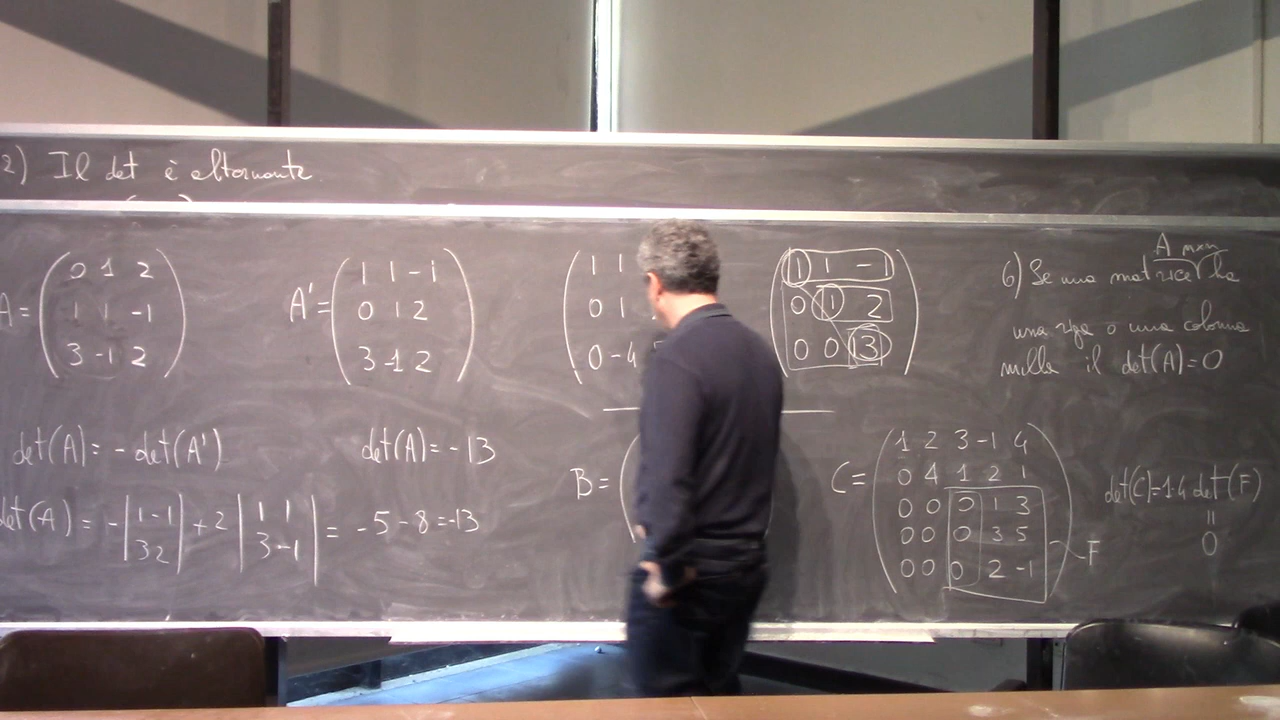 2) Il det è alternante.
A = ( 0 1 2
1 1 -1
3 -1 2 )
A' = ( 1 1 -1
0 1 2
3 -1 2 )
( 1 1
0 1
0 -4
( 1 1 -1
0 1 2
0 0 3 )
det(A) = - det(A')
det(A) = -13
det(A) = - | 1 -1
3 2 | + 2 | 1 1
3 -1 | = -5 - 8 = -13
B = (
C = ( 1 2 3 -1 4
0 4 1 2 1
0 0 0 1 3
0 0 0 3 5
0 0 0 2 -1 )
F
6) Se una matrice A mxn ha
una riga o una colonna
nulla il det(A) = 0
det(C) = 1·4 det(F)
=
0